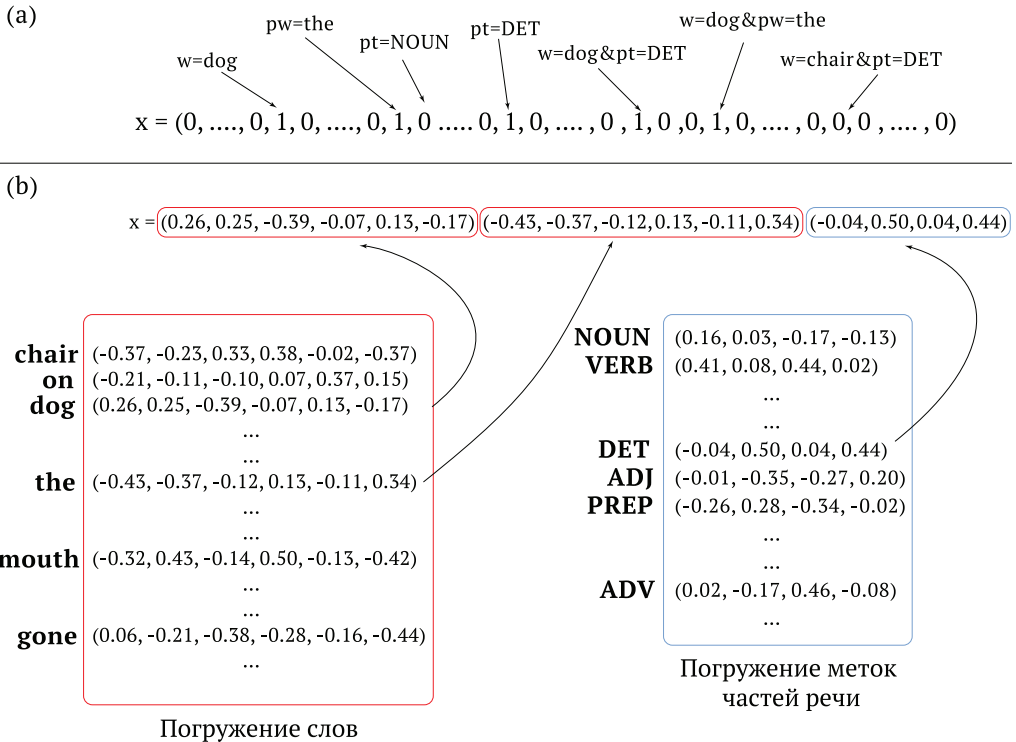 (a)
pw=the
pt=NOUN
pt=DET
w=dog&pw=the
w=dog
w=dog&pt=DET
w=chair&pt=DET
x = (0, ...., 0, 1, 0, ...., 0, 1, 0 ..... 0, 1, 0, .... , 0 , 1, 0 ,0, 1, 0, .... , 0, 0, 0 , .... , 0)
(b)
x = (0.26, 0.25, -0.39, -0.07, 0.13, -0.17) (-0.43, -0.37, -0.12, 0.13, -0.11, 0.34) (-0.04, 0.50, 0.04, 0.44)
chair (-0.37, -0.23, 0.33, 0.38, -0.02, -0.37)
on (-0.21, -0.11, -0.10, 0.07, 0.37, 0.15)
dog (0.26, 0.25, -0.39, -0.07, 0.13, -0.17)
...
...
the (-0.43, -0.37, -0.12, 0.13, -0.11, 0.34)
...
...
mouth (-0.32, 0.43, -0.14, 0.50, -0.13, -0.42)
...
...
gone (0.06, -0.21, -0.38, -0.28, -0.16, -0.44)
...
Погружение слов
NOUN (0.16, 0.03, -0.17, -0.13)
VERB (0.41, 0.08, 0.44, 0.02)
...
...
DET (-0.04, 0.50, 0.04, 0.44)
ADJ (-0.01, -0.35, -0.27, 0.20)
PREP (-0.26, 0.28, -0.34, -0.02)
...
...
ADV (0.02, -0.17, 0.46, -0.08)
...
Погружение меток
частей речи